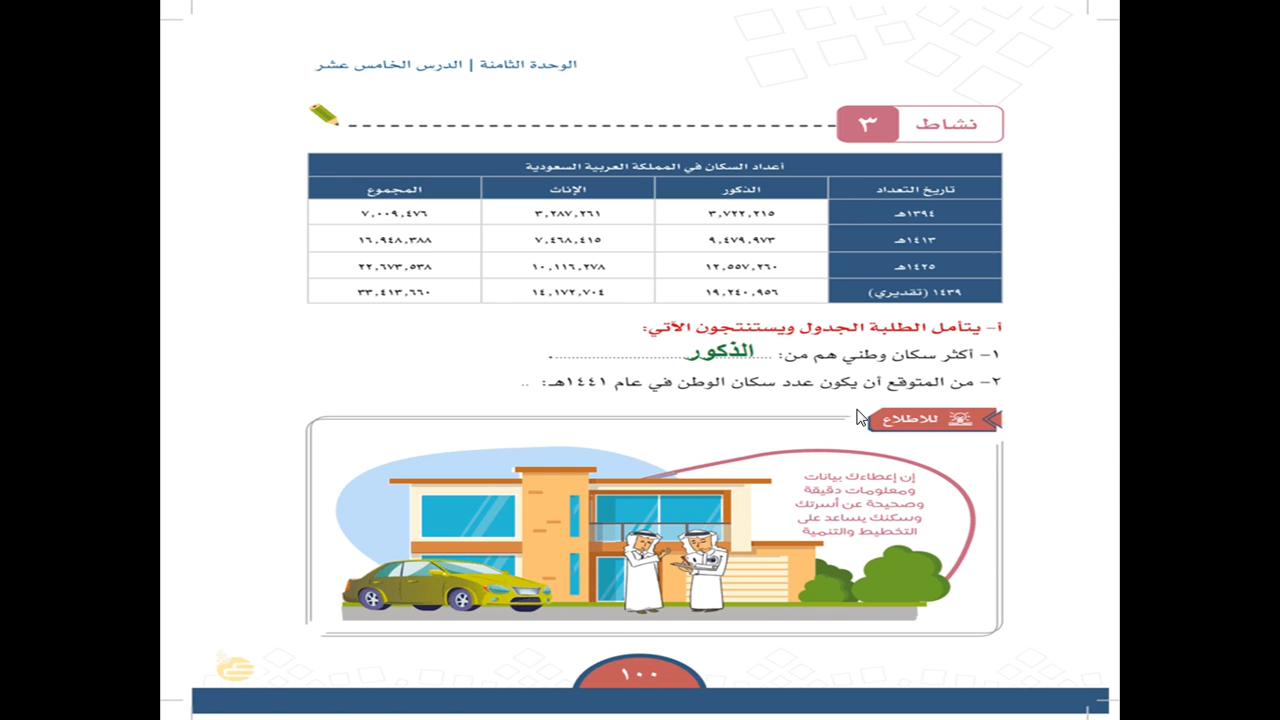 الوحدة الثامنة | الدرس الخامس عشر
نشاط ٣
أعداد السكان في المملكة العربية السعودية
تاريخ التعداد الذكور الإناث المجموع
١٣٩٤هـ ٣,٧٢٢,٢١٥ ٣,٢٨٧,٢٦١ ٧,٠٠٩,٤٧٦
١٤١٣هـ ٩,٤٧٩,٩٧٣ ٧,٤٦٨,٤١٥ ١٦,٩٤٨,٣٨٨
١٤٢٥هـ ١٢,٥٥٧,٢٦٠ ١٠,١١٦,٢٧٨ ٢٢,٦٧٣,٥٣٨
١٤٣٩ (تقديري) ١٩,٢٤٠,٩٥٦ ١٤,١٧٢,٧٠٤ ٣٣,٤١٣,٦٦٠
أ- يتأمل الطلبة الجدول ويستنتجون الآتي:
١- أكثر سكان وطني هم من: الذكور
٢- من المتوقع أن يكون عدد سكان الوطن في عام ١٤٤١هـ:
للاطلاع
إن إعطاءك بيانات
ومعلومات دقيقة
وصحيحة عن أسرتك
وسكنك يساعد على
التخطيط والتنمية
١٠٠